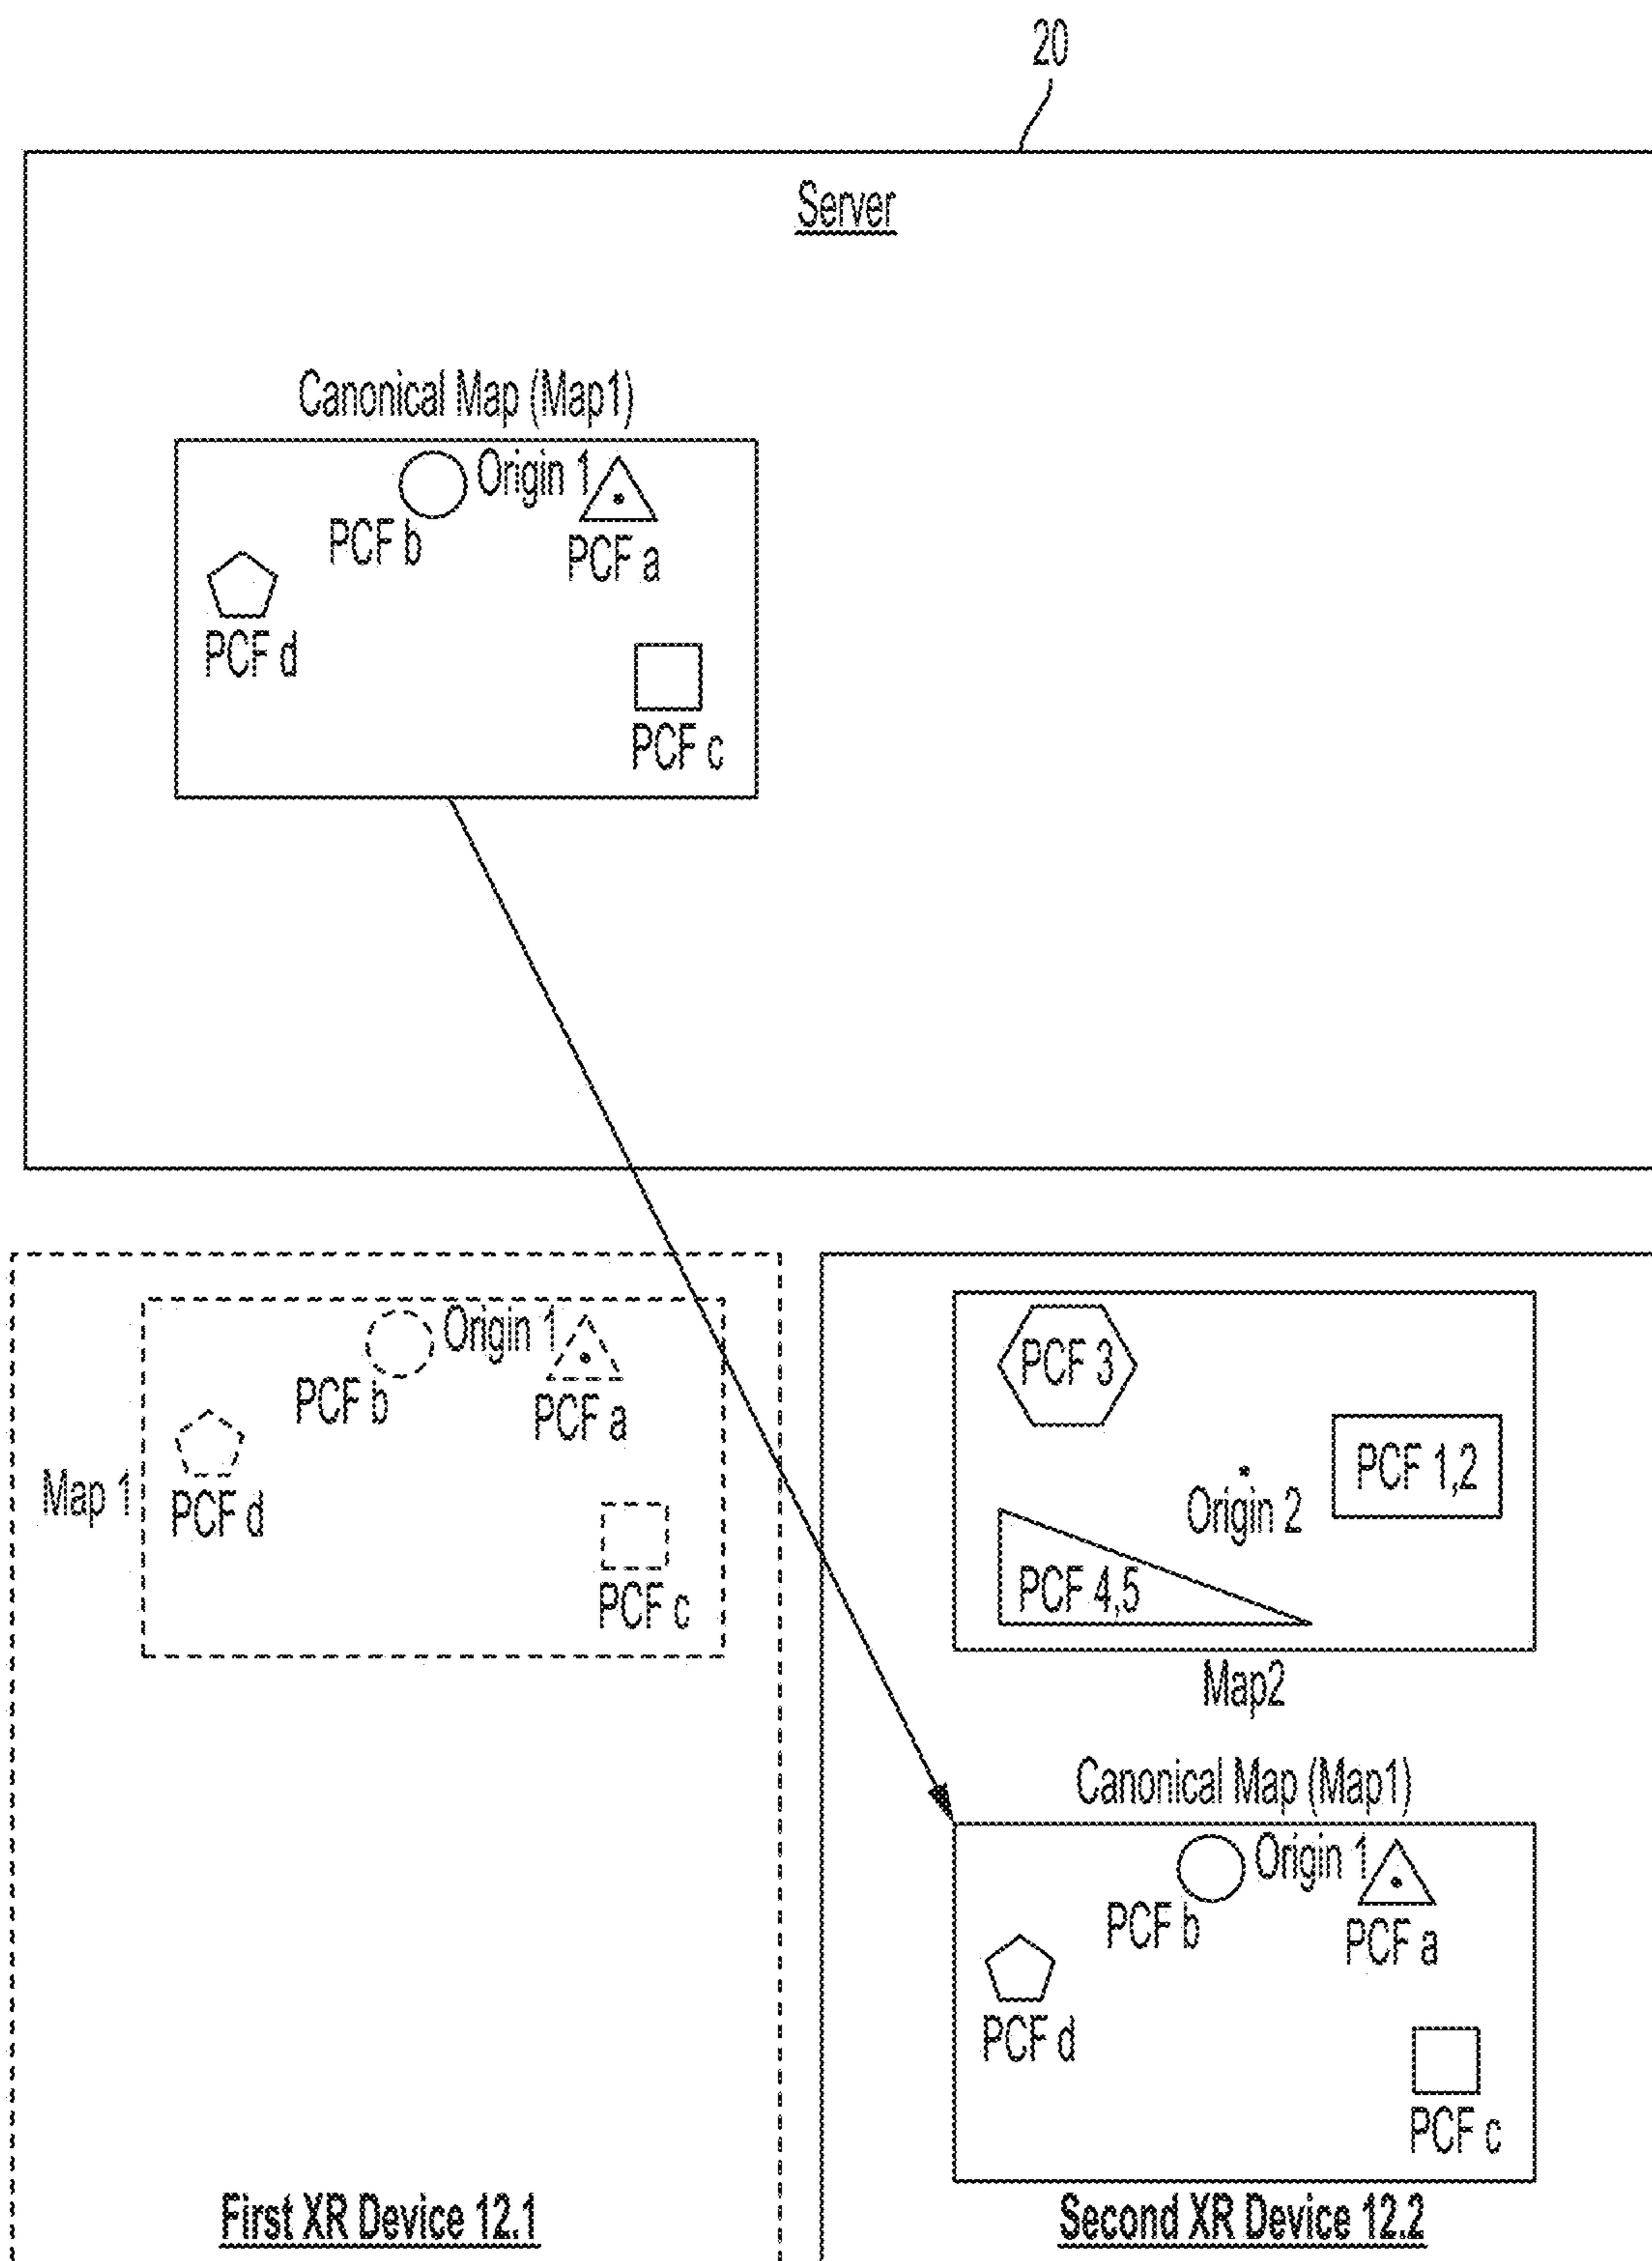 20
Server
Canonical Map (Map1)
Origin 1
PCF b
PCF a
PCF d
PCF c
Origin 1
PCF b
PCF a
Map 1
PCF d
PCF c
First XR Device 12.1
PCF 3
PCF 1,2
Origin 2
PCF 4,5
Map2
Canonical Map (Map1)
Origin 1
PCF b
PCF a
PCF d
PCF c
Second XR Device 12.2